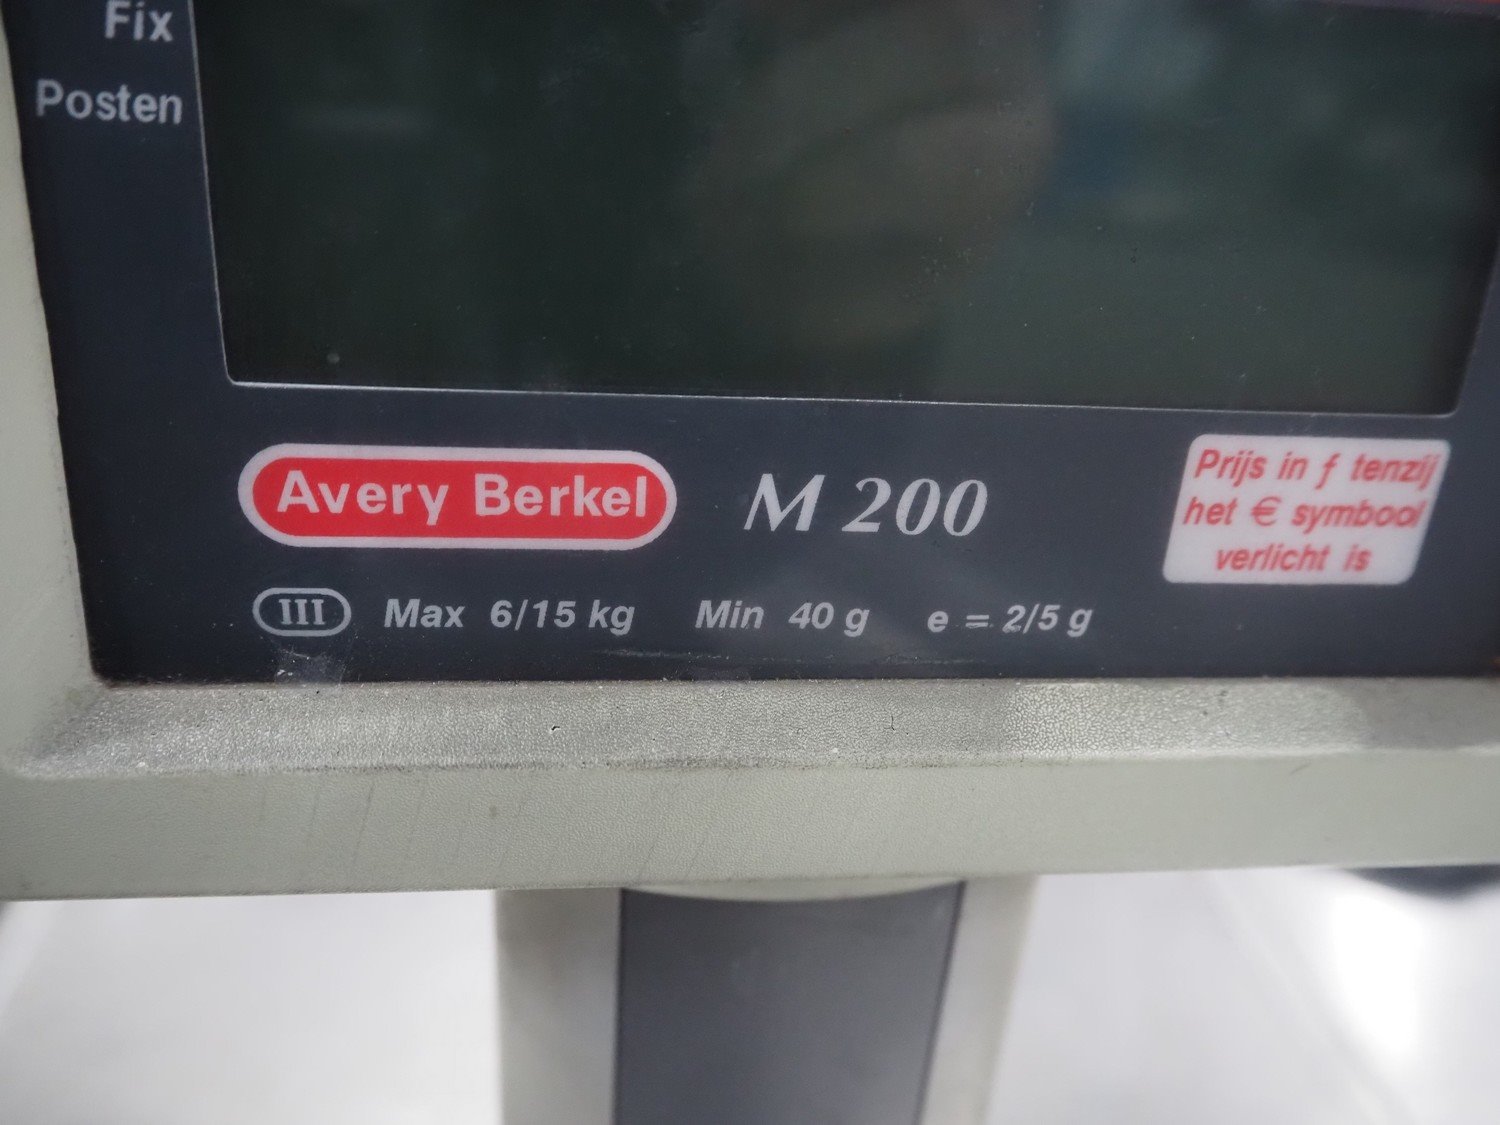 Fix
Posten
Avery Berkel
M 200
Prijs in ƒ tenzij
het € symbool
verlicht is
III Max 6/15 kg Min 40 g e = 2/5 g